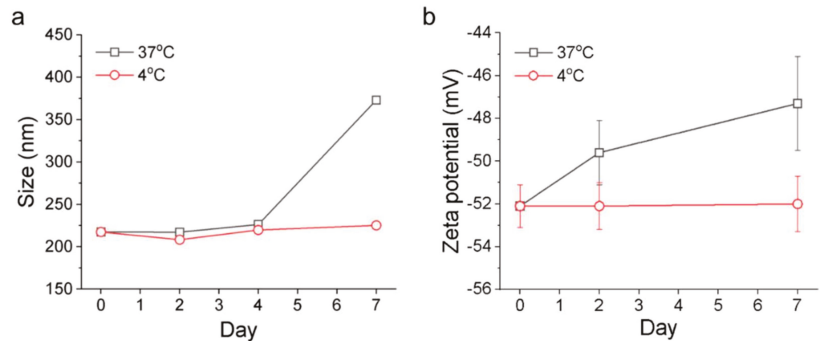 a
Size (nm)
450
400
350
300
250
200
150
37°C
4°C
0 1 2 3 4 5 6 7
Day
b
Zeta potential (mV)
-44
-46
-48
-50
-52
-54
-56
37°C
4°C
0 1 2 3 4 5 6 7
Day